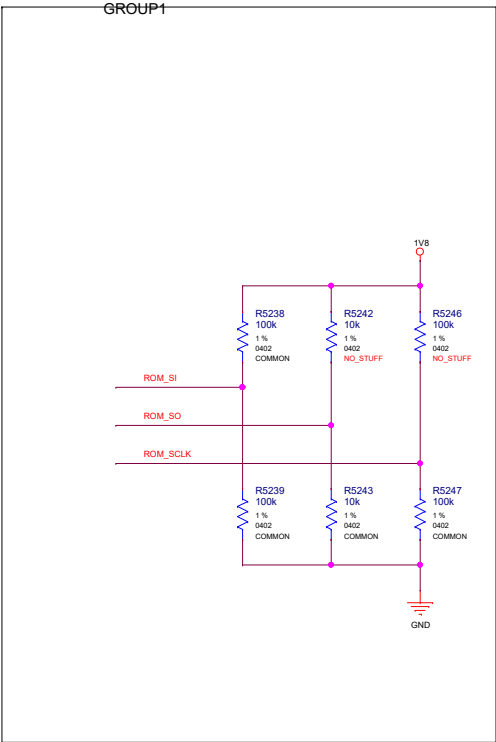 GROUP1
1V8
R5238
100k
1 %
0402
COMMON
R5242
10k
1 %
0402
NO_STUFF
R5246
100k
1 %
0402
NO_STUFF
ROM_SI
ROM_SO
ROM_SCLK
R5239
100k
1 %
0402
COMMON
R5243
10k
1 %
0402
COMMON
R5247
100k
1 %
0402
COMMON
GND